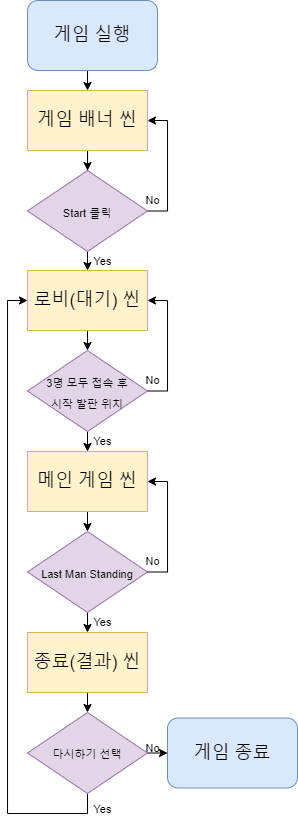 게임 실행
게임 배너 씬
No
Start 클릭
Yes
로비(대기) 씬
No
3명 모두 접속 후
시작 발판 위치
Yes
메인 게임 씬
No
Last Man Standing
Yes
종료(결과) 씬
다시하기 선택
No
게임 종료
Yes